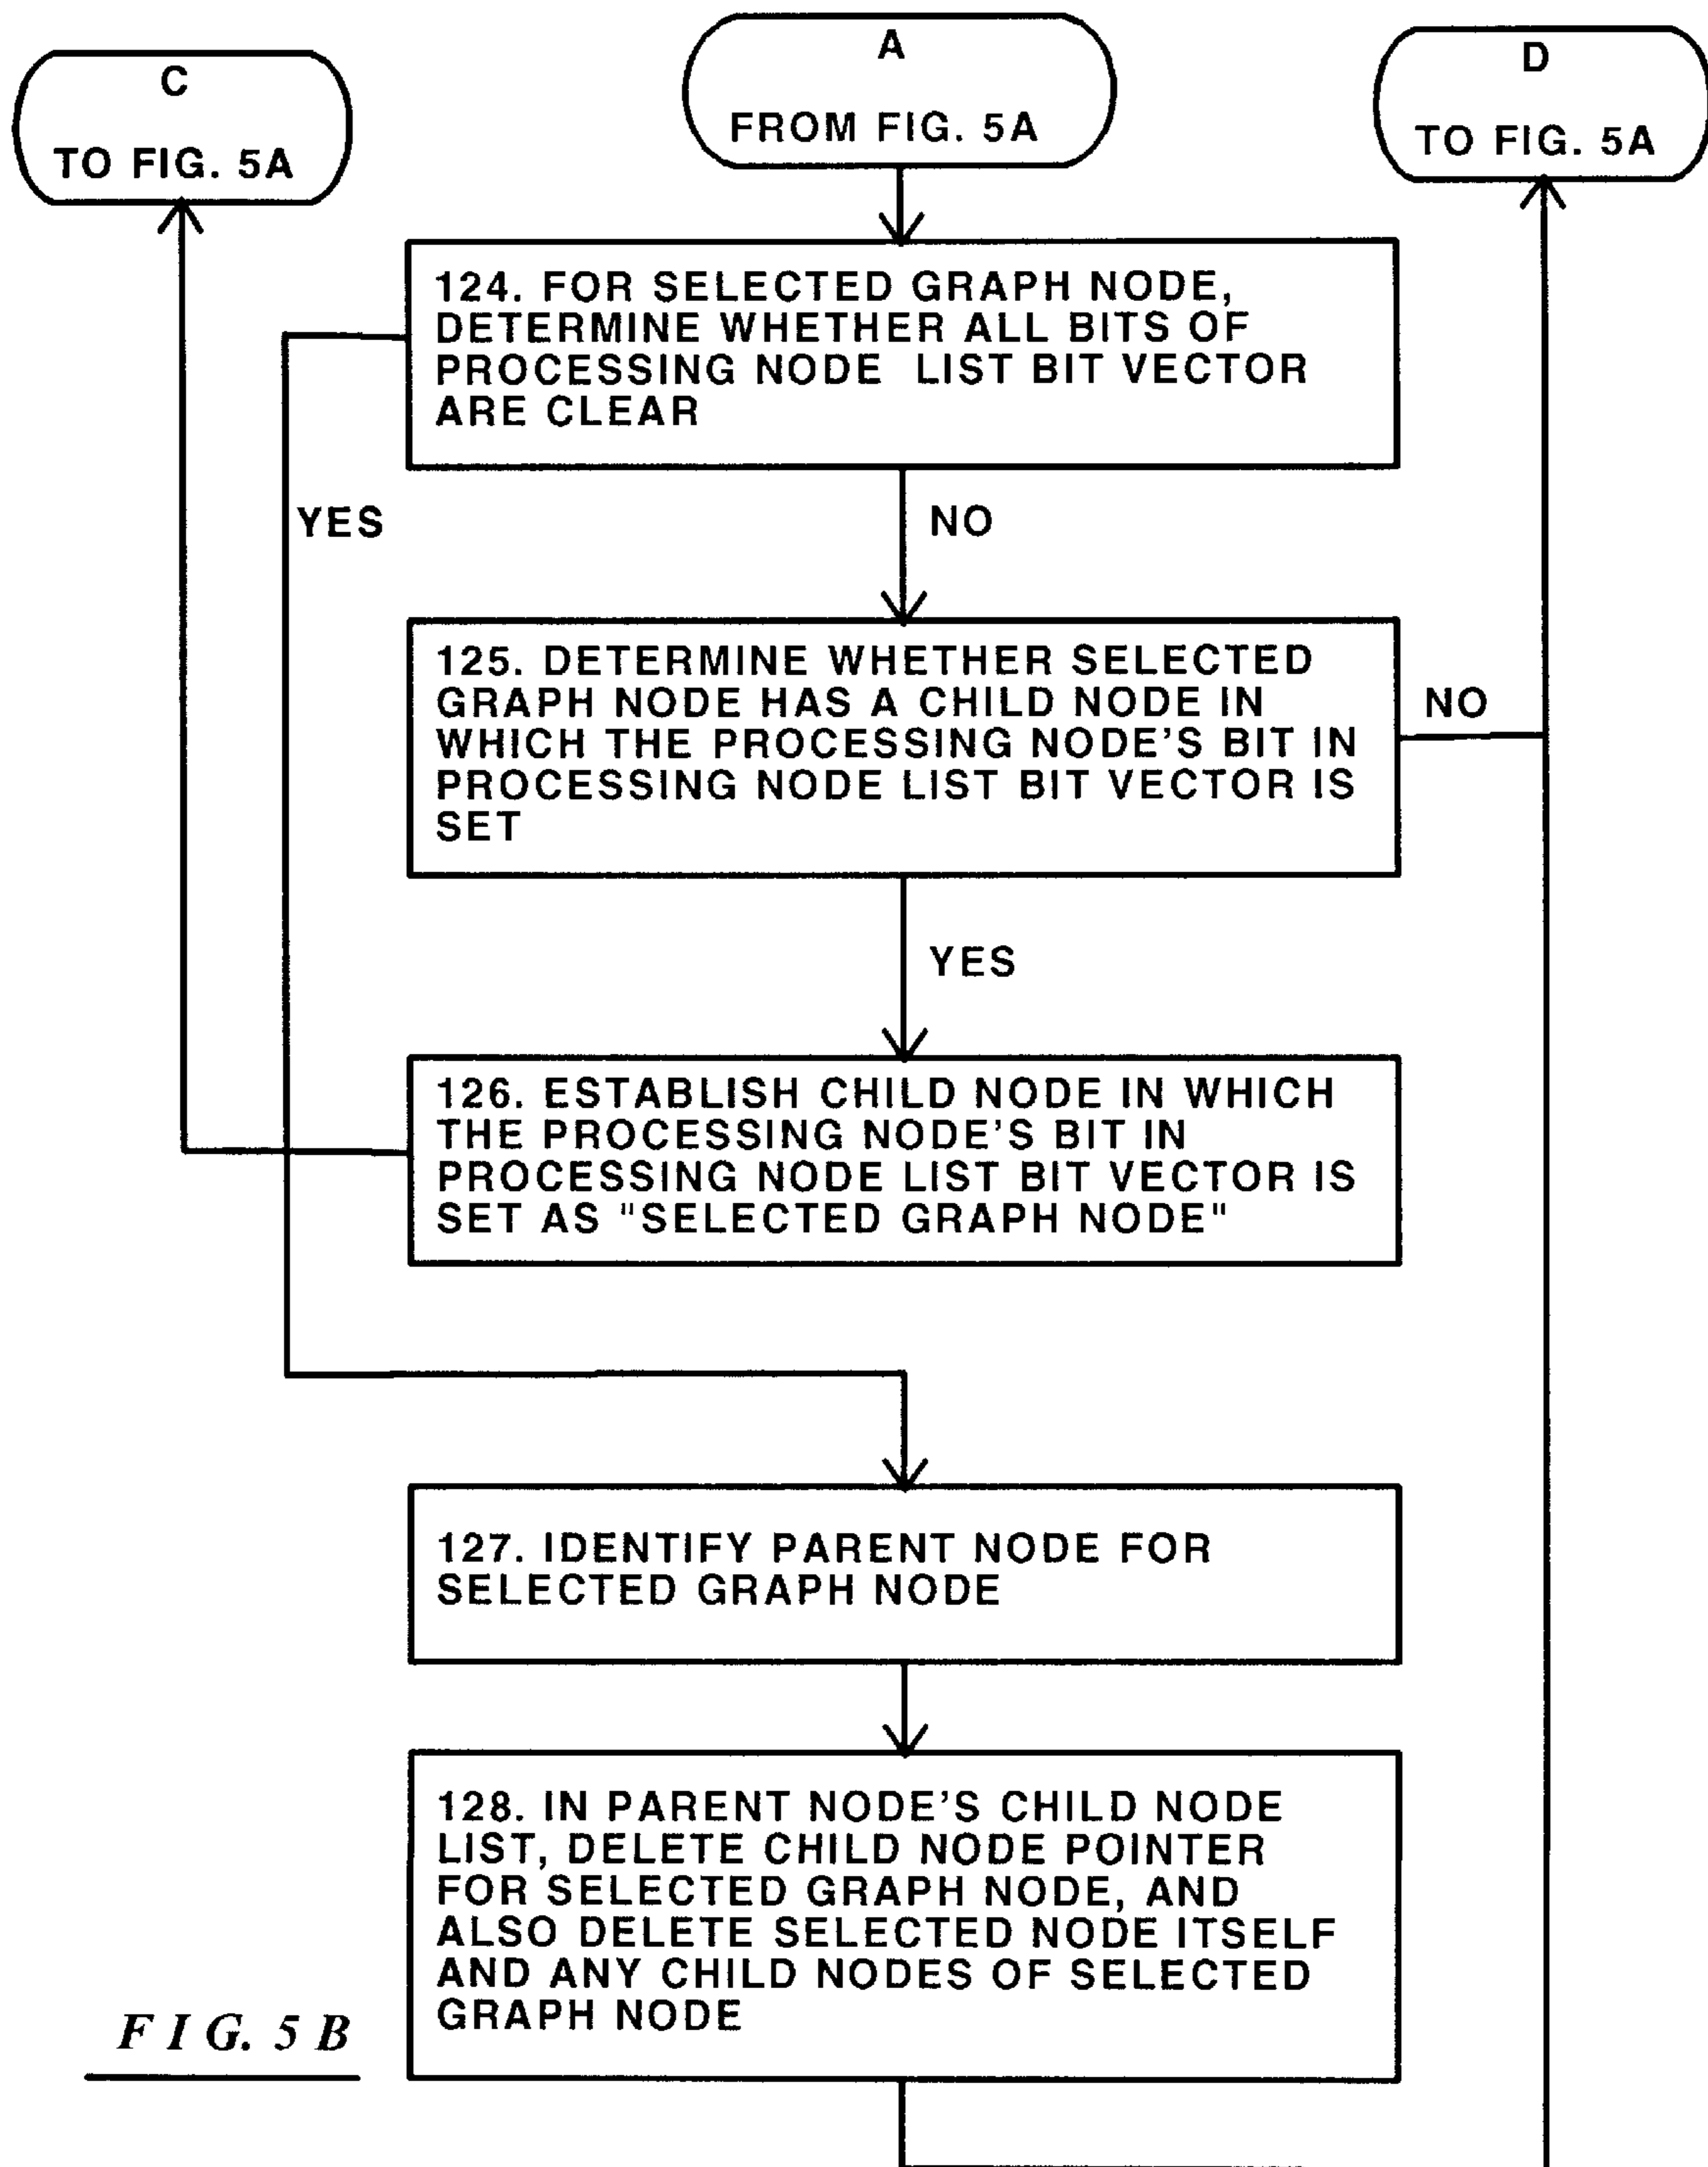 C
TO FIG. 5A
A
FROM FIG. 5A
D
TO FIG. 5A
124. FOR SELECTED GRAPH NODE,
DETERMINE WHETHER ALL BITS OF
PROCESSING NODE LIST BIT VECTOR
ARE CLEAR
YES
NO
125. DETERMINE WHETHER SELECTED
GRAPH NODE HAS A CHILD NODE IN
WHICH THE PROCESSING NODE'S BIT IN
PROCESSING NODE LIST BIT VECTOR IS
SET
NO
YES
126. ESTABLISH CHILD NODE IN WHICH
THE PROCESSING NODE'S BIT IN
PROCESSING NODE LIST BIT VECTOR IS
SET AS "SELECTED GRAPH NODE"
127. IDENTIFY PARENT NODE FOR
SELECTED GRAPH NODE
128. IN PARENT NODE'S CHILD NODE
LIST, DELETE CHILD NODE POINTER
FOR SELECTED GRAPH NODE, AND
ALSO DELETE SELECTED NODE ITSELF
AND ANY CHILD NODES OF SELECTED
GRAPH NODE
FIG. 5B